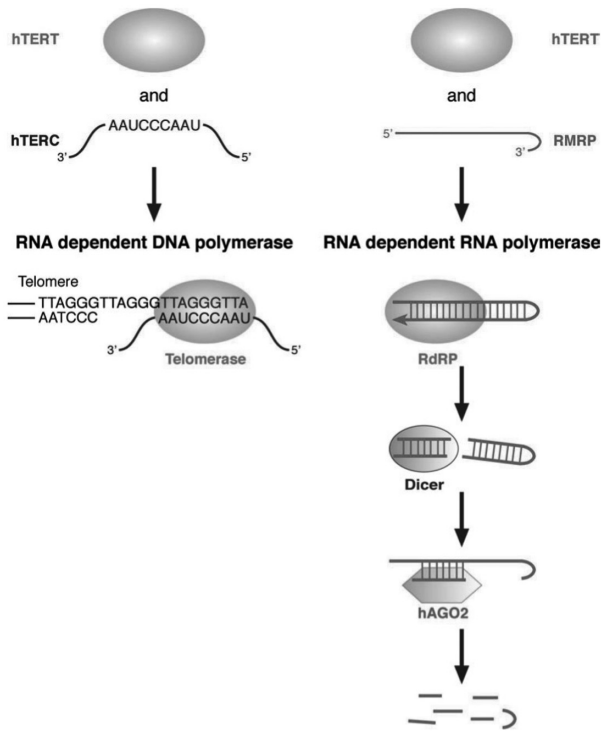 hTERT
and
AAUCCCAAU
hTERC
3’
5’
RNA dependent DNA polymerase
Telomere
TTAGGGTTAGGGTTAGGGTTA
AATCCC
AAUCCCAAU
3’
5’
Telomerase
hTERT
and
5’
RMRP
3’
RNA dependent RNA polymerase
RdRP
Dicer
hAGO2